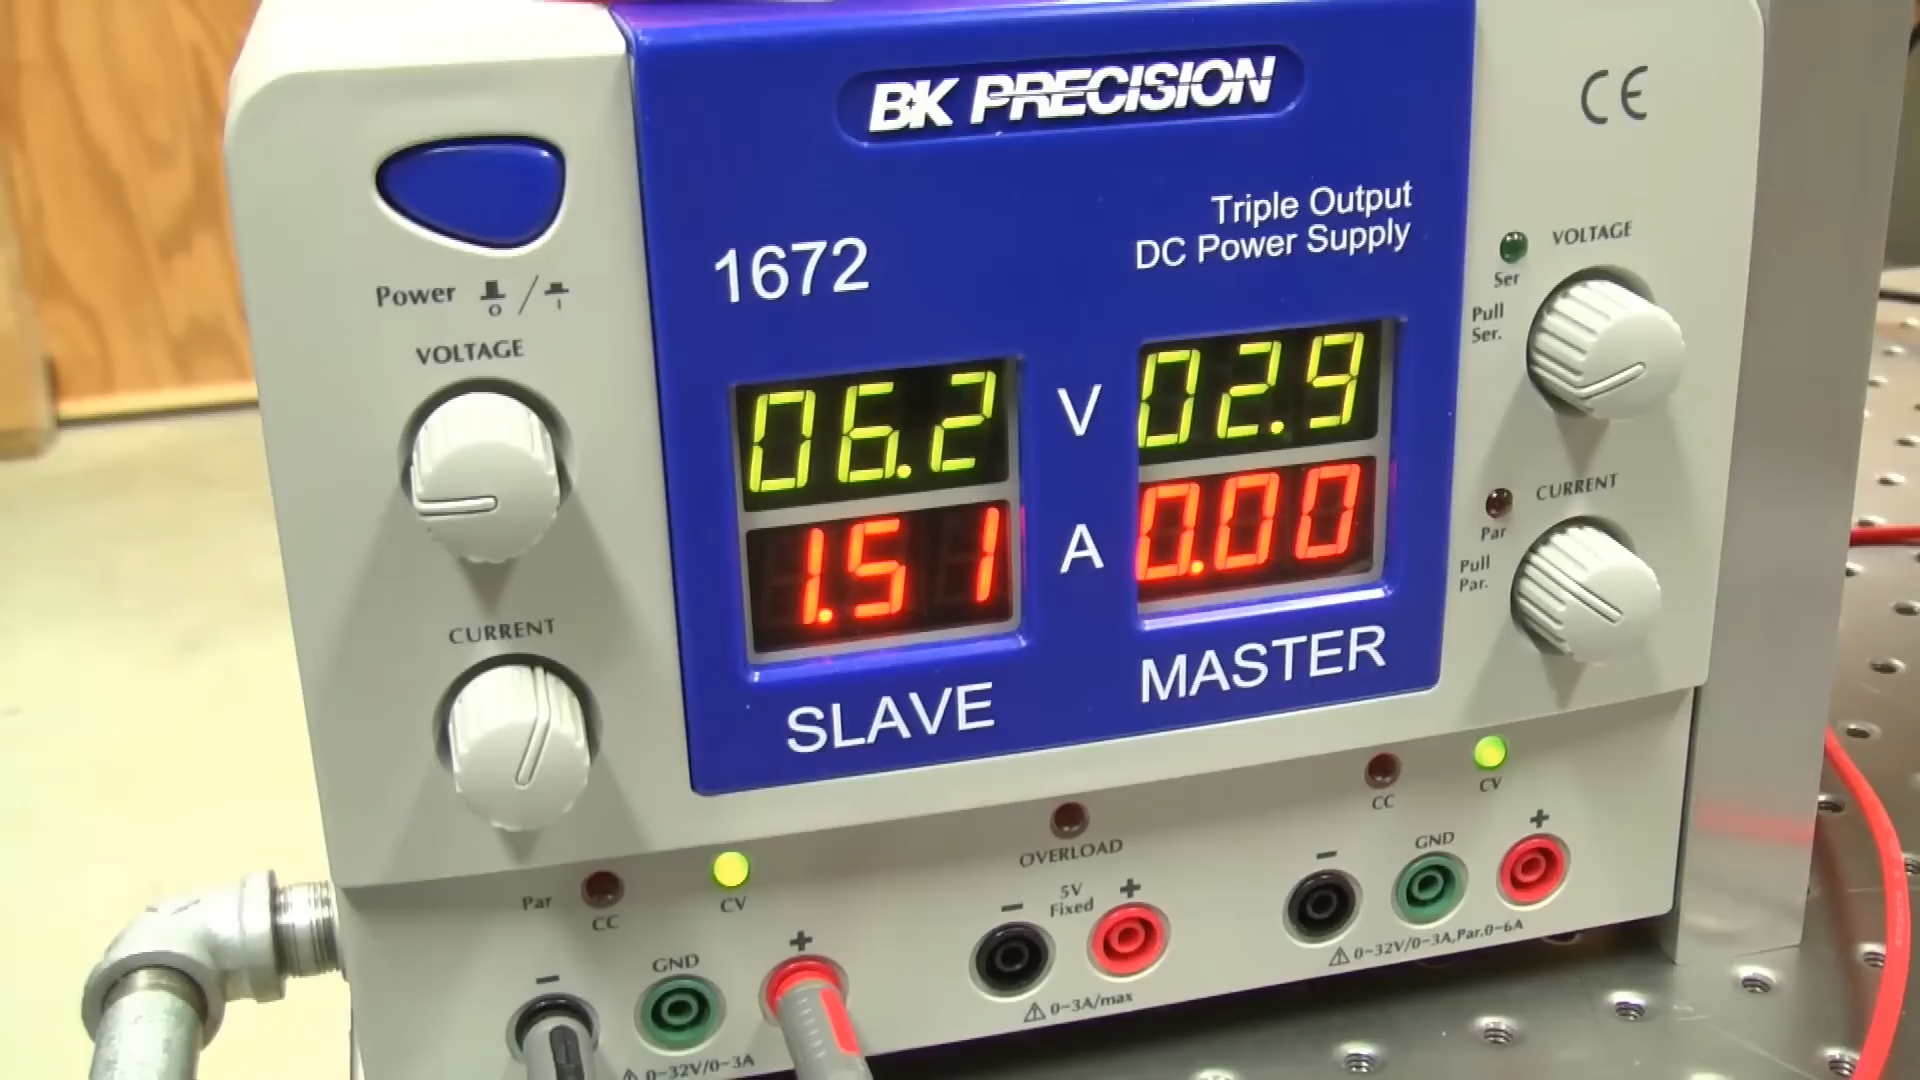 BK PRECISION
CE
Triple Output
DC Power Supply
1672
Power O / I
VOLTAGE
CURRENT
06.2 V 02.9
1.51 A 0.00
SLAVE MASTER
VOLTAGE
Ser
Pull
Ser.
CURRENT
Par
Pull
Par.
Par CC CV
OVERLOAD
CC CV
- GND +
0~32V/0~3A
- 5V Fixed +
0~3A/max
- GND +
0~32V/0~3A,Par.0~6A